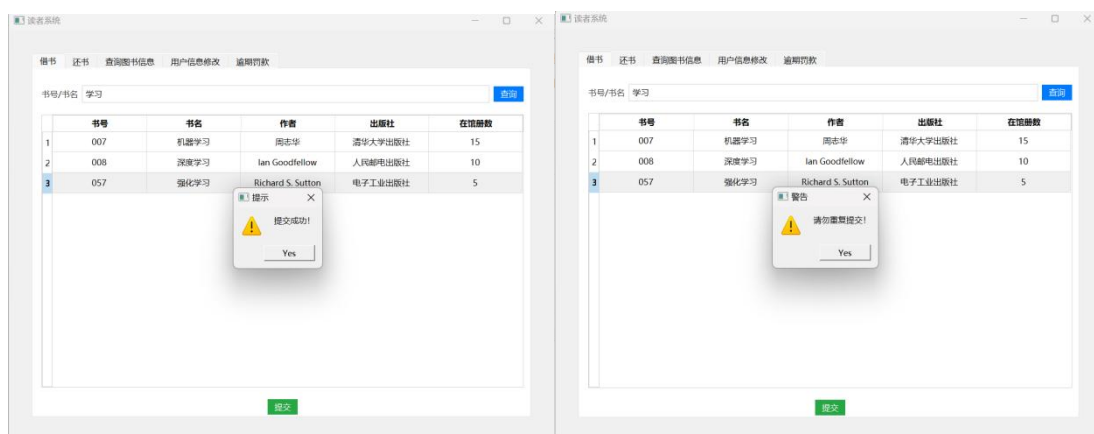 读者系统
借书 还书 查询图书信息 用户信息修改 逾期罚款
书号/书名 学习 查询
书号 书名 作者 出版社 在馆册数
1 007 机器学习 周志华 清华大学出版社 15
2 008 深度学习 Ian Goodfellow 人民邮电出版社 10
3 057 强化学习 Richard S. Sutton 电子工业出版社 5
提示
提交成功!
Yes
提交
读者系统
借书 还书 查询图书信息 用户信息修改 逾期罚款
书号/书名 学习 查询
书号 书名 作者 出版社 在馆册数
1 007 机器学习 周志华 清华大学出版社 15
2 008 深度学习 Ian Goodfellow 人民邮电出版社 10
3 057 强化学习 Richard S. Sutton 电子工业出版社 5
警告
请勿重复提交!
Yes
提交